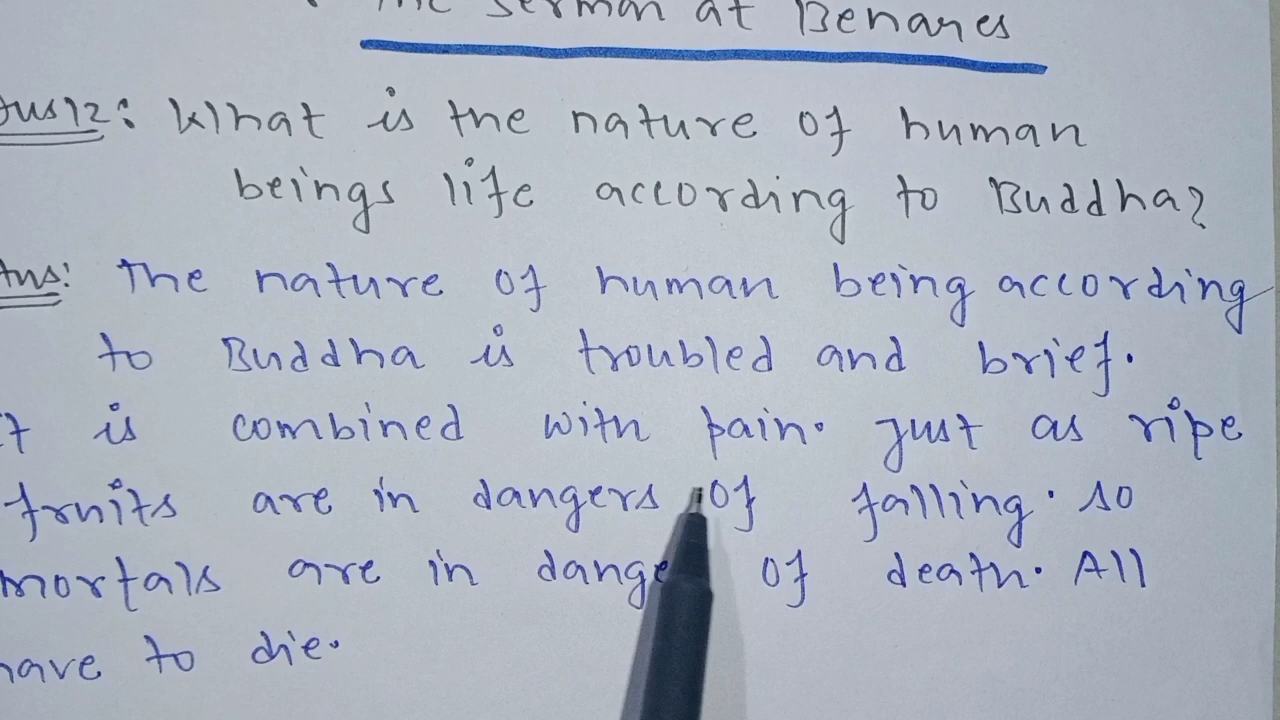 The Sermon at Benares
Qus12: What is the nature of human
beings life according to Buddha?
Ans: The nature of human being according
to Buddha is troubled and brief.
It is combined with pain. Just as ripe
fruits are in dangers of falling. so
mortals are in danger of death. All
have to die.